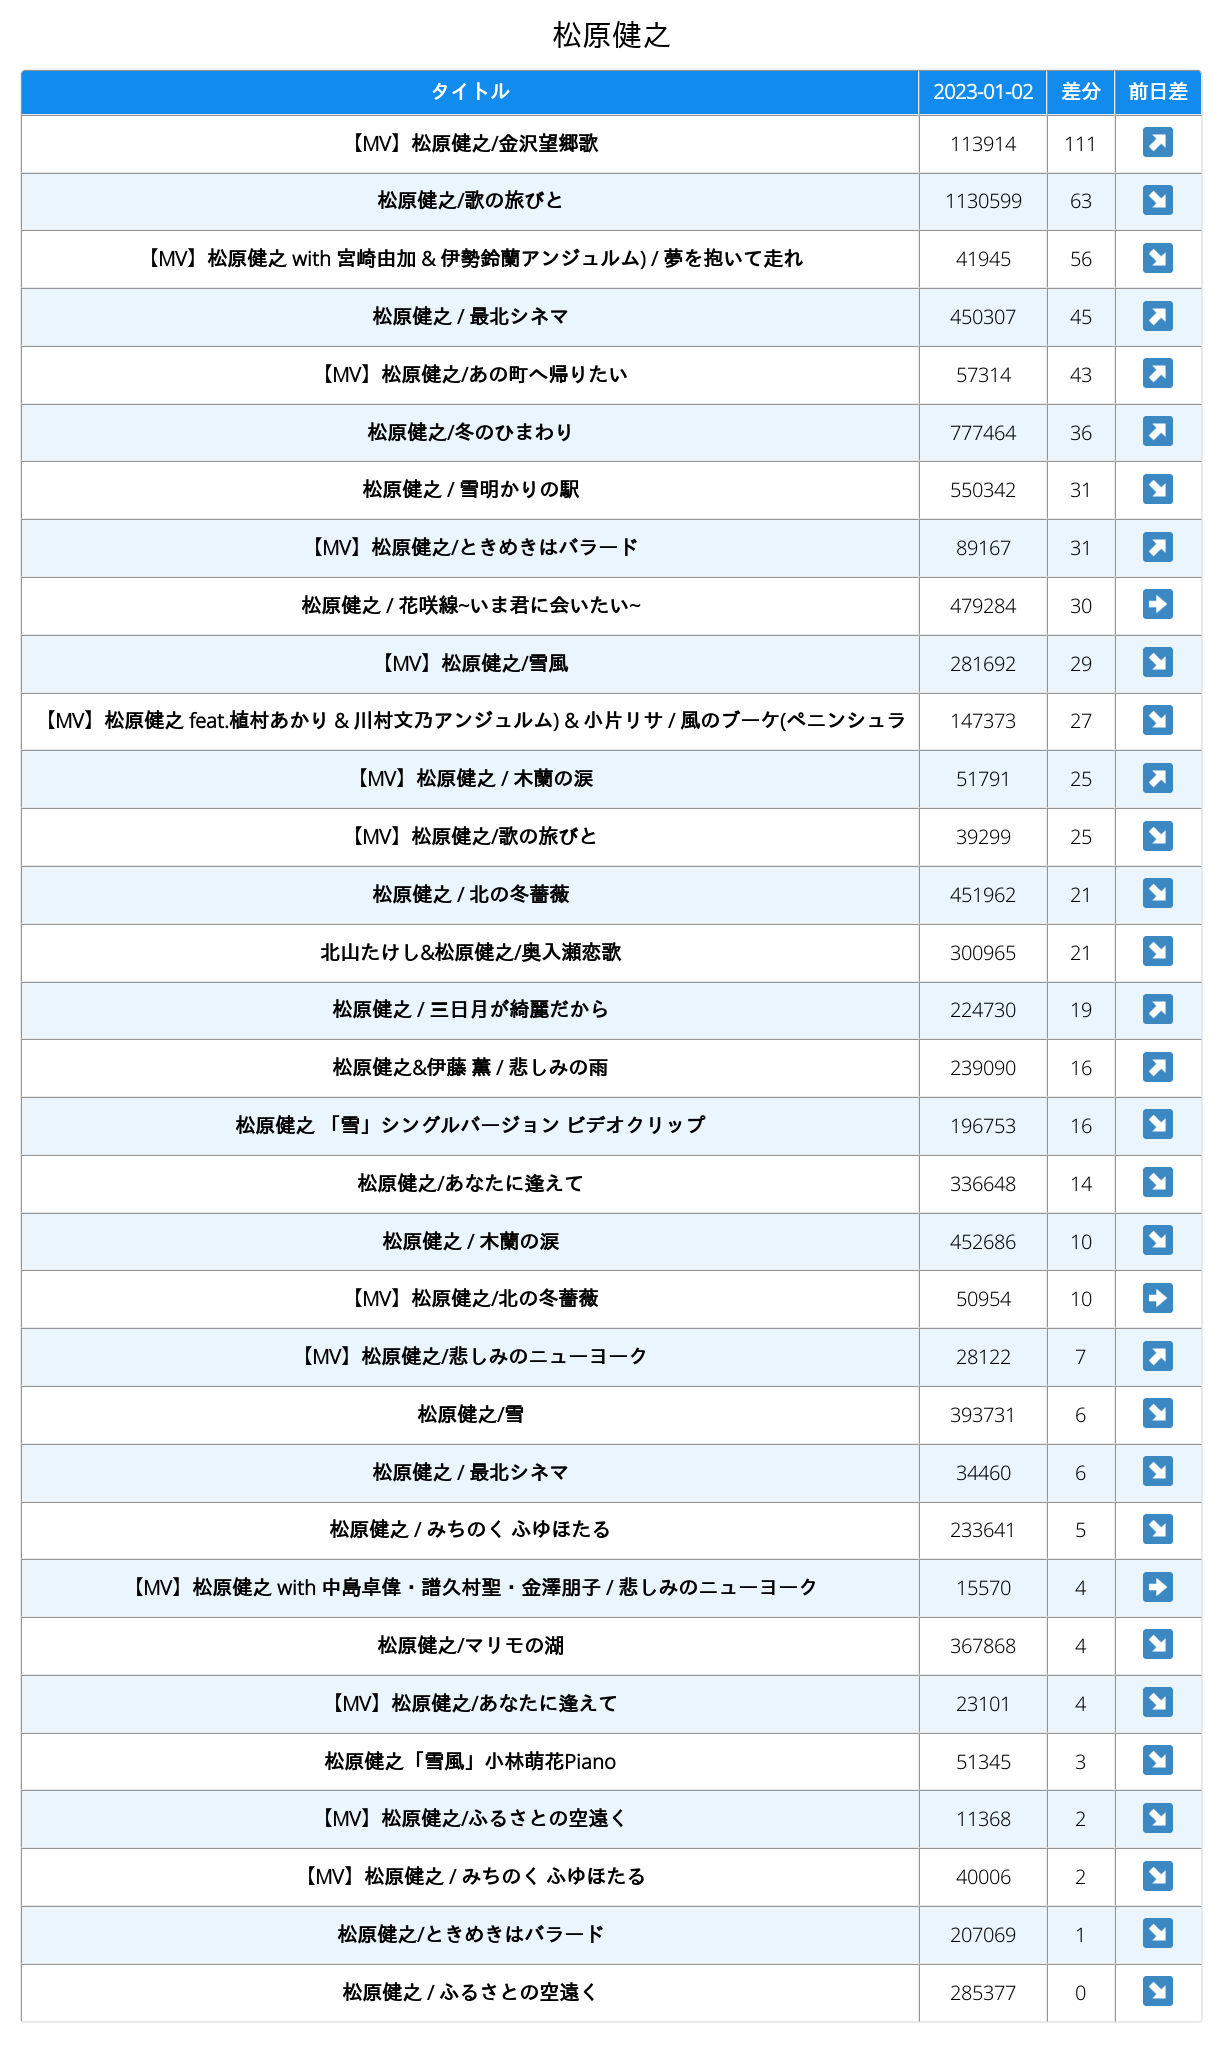 松原健之
タイトル 2023-01-02 差分 前日差
【MV】松原健之/金沢望郷歌 113914 111 ↗
松原健之/歌の旅びと 1130599 63 ↘
【MV】松原健之 with 宮崎由加 & 伊勢鈴蘭アンジュルム) / 夢を抱いて走れ 41945 56 ↘
松原健之 / 最北シネマ 450307 45 ↗
【MV】松原健之/あの町へ帰りたい 57314 43 ↗
松原健之/冬のひまわり 777464 36 ↗
松原健之 / 雪明かりの駅 550342 31 ↘
【MV】松原健之/ときめきはバラード 89167 31 ↗
松原健之 / 花咲線~いま君に会いたい~ 479284 30 ➡
【MV】松原健之/雪風 281692 29 ↘
【MV】松原健之 feat.植村あかり & 川村文乃アンジュルム) & 小片リサ / 風のブーケ(ペニンシュラ 147373 27 ↘
【MV】松原健之 / 木蘭の涙 51791 25 ↗
【MV】松原健之/歌の旅びと 39299 25 ↘
松原健之 / 北の冬薔薇 451962 21 ↘
北山たけし&松原健之/奥入瀬恋歌 300965 21 ↘
松原健之 / 三日月が綺麗だから 224730 19 ↗
松原健之&伊藤 薫 / 悲しみの雨 239090 16 ↗
松原健之 「雪」シングルバージョン ビデオクリップ 196753 16 ↘
松原健之/あなたに逢えて 336648 14 ↘
松原健之 / 木蘭の涙 452686 10 ↘
【MV】松原健之/北の冬薔薇 50954 10 ➡
【MV】松原健之/悲しみのニューヨーク 28122 7 ↗
松原健之/雪 393731 6 ↘
松原健之 / 最北シネマ 34460 6 ↘
松原健之 / みちのく ふゆほたる 233641 5 ↘
【MV】松原健之 with 中島卓偉・譜久村聖・金澤朋子 / 悲しみのニューヨーク 15570 4 ➡
松原健之/マリモの湖 367868 4 ↘
【MV】松原健之/あなたに逢えて 23101 4 ↘
松原健之「雪風」小林萌花Piano 51345 3 ↘
【MV】松原健之/ふるさとの空遠く 11368 2 ↘
【MV】松原健之 / みちのく ふゆほたる 40006 2 ↘
松原健之/ときめきはバラード 207069 1 ↘
松原健之 / ふるさとの空遠く 285377 0 ↘